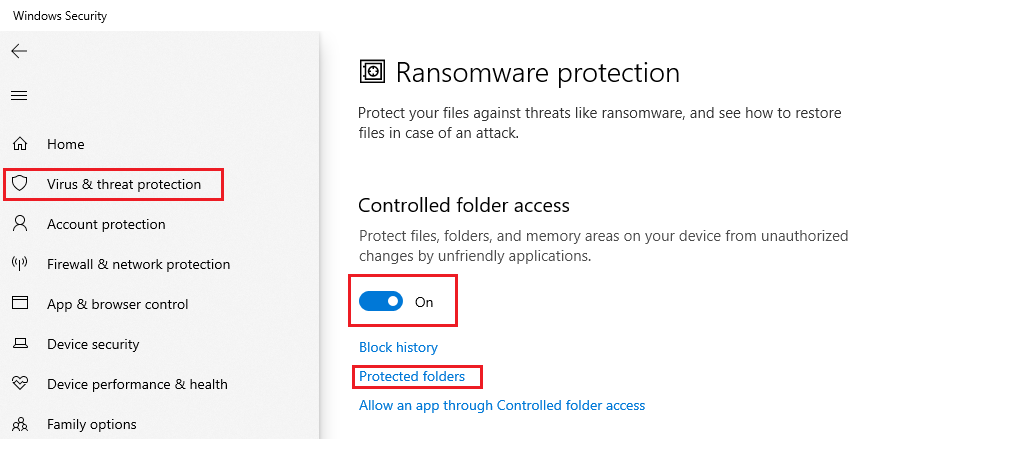 Windows Security
Home
Virus & threat protection
Account protection
Firewall & network protection
App & browser control
Device security
Device performance & health
Family options
Ransomware protection
Protect your files against threats like ransomware, and see how to restore
files in case of an attack.
Controlled folder access
Protect files, folders, and memory areas on your device from unauthorized
changes by unfriendly applications.
On
Block history
Protected folders
Allow an app through Controlled folder access